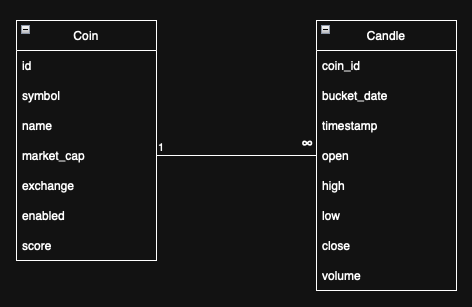 Coin
id
symbol
name
market_cap
exchange
enabled
score
1
∞
Candle
coin_id
bucket_date
timestamp
open
high
low
close
volume